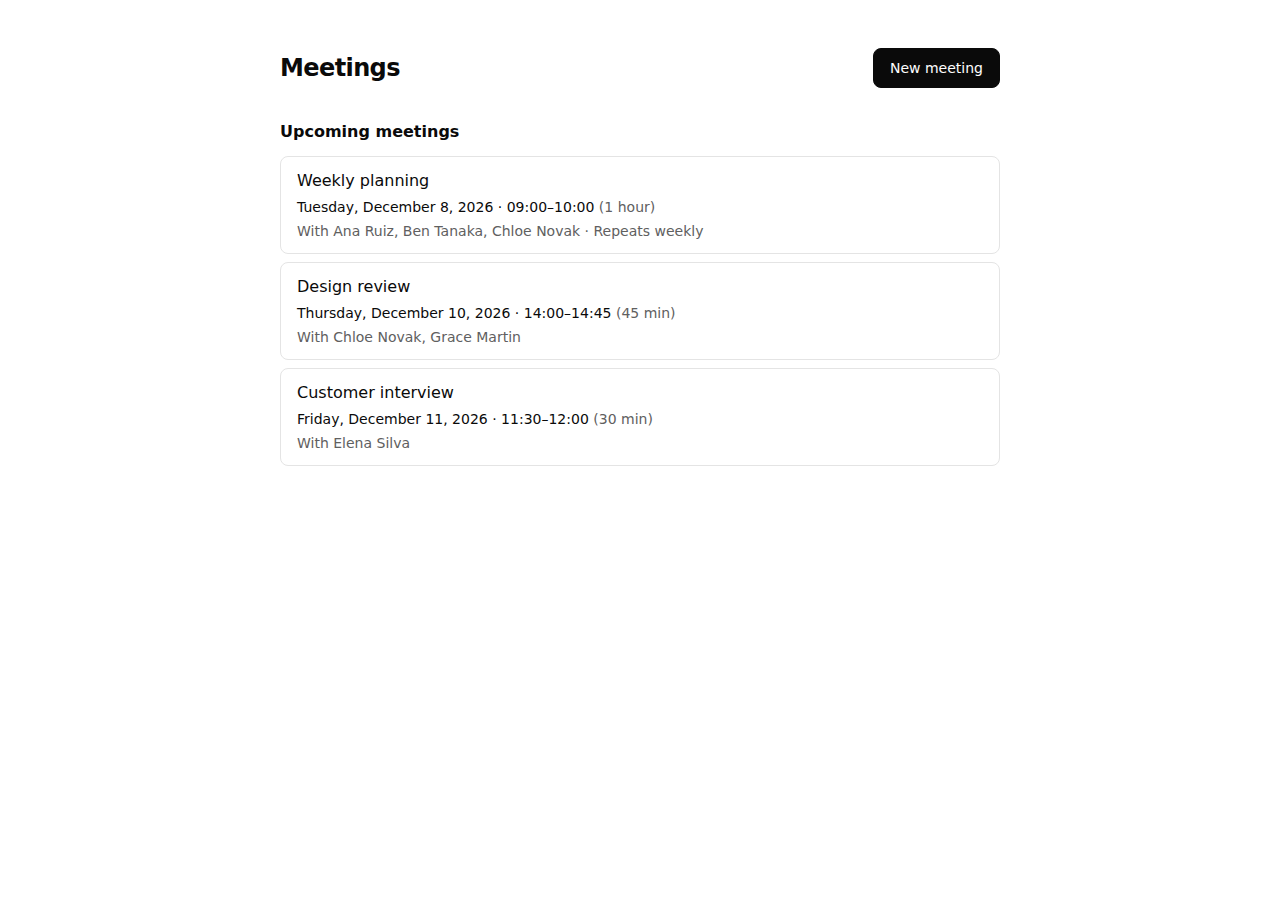 Meetings
New meeting
Upcoming meetings
Weekly planning
Tuesday, December 8, 2026 · 09:00–10:00 (1 hour)
With Ana Ruiz, Ben Tanaka, Chloe Novak · Repeats weekly
Design review
Thursday, December 10, 2026 · 14:00–14:45 (45 min)
With Chloe Novak, Grace Martin
Customer interview
Friday, December 11, 2026 · 11:30–12:00 (30 min)
With Elena Silva